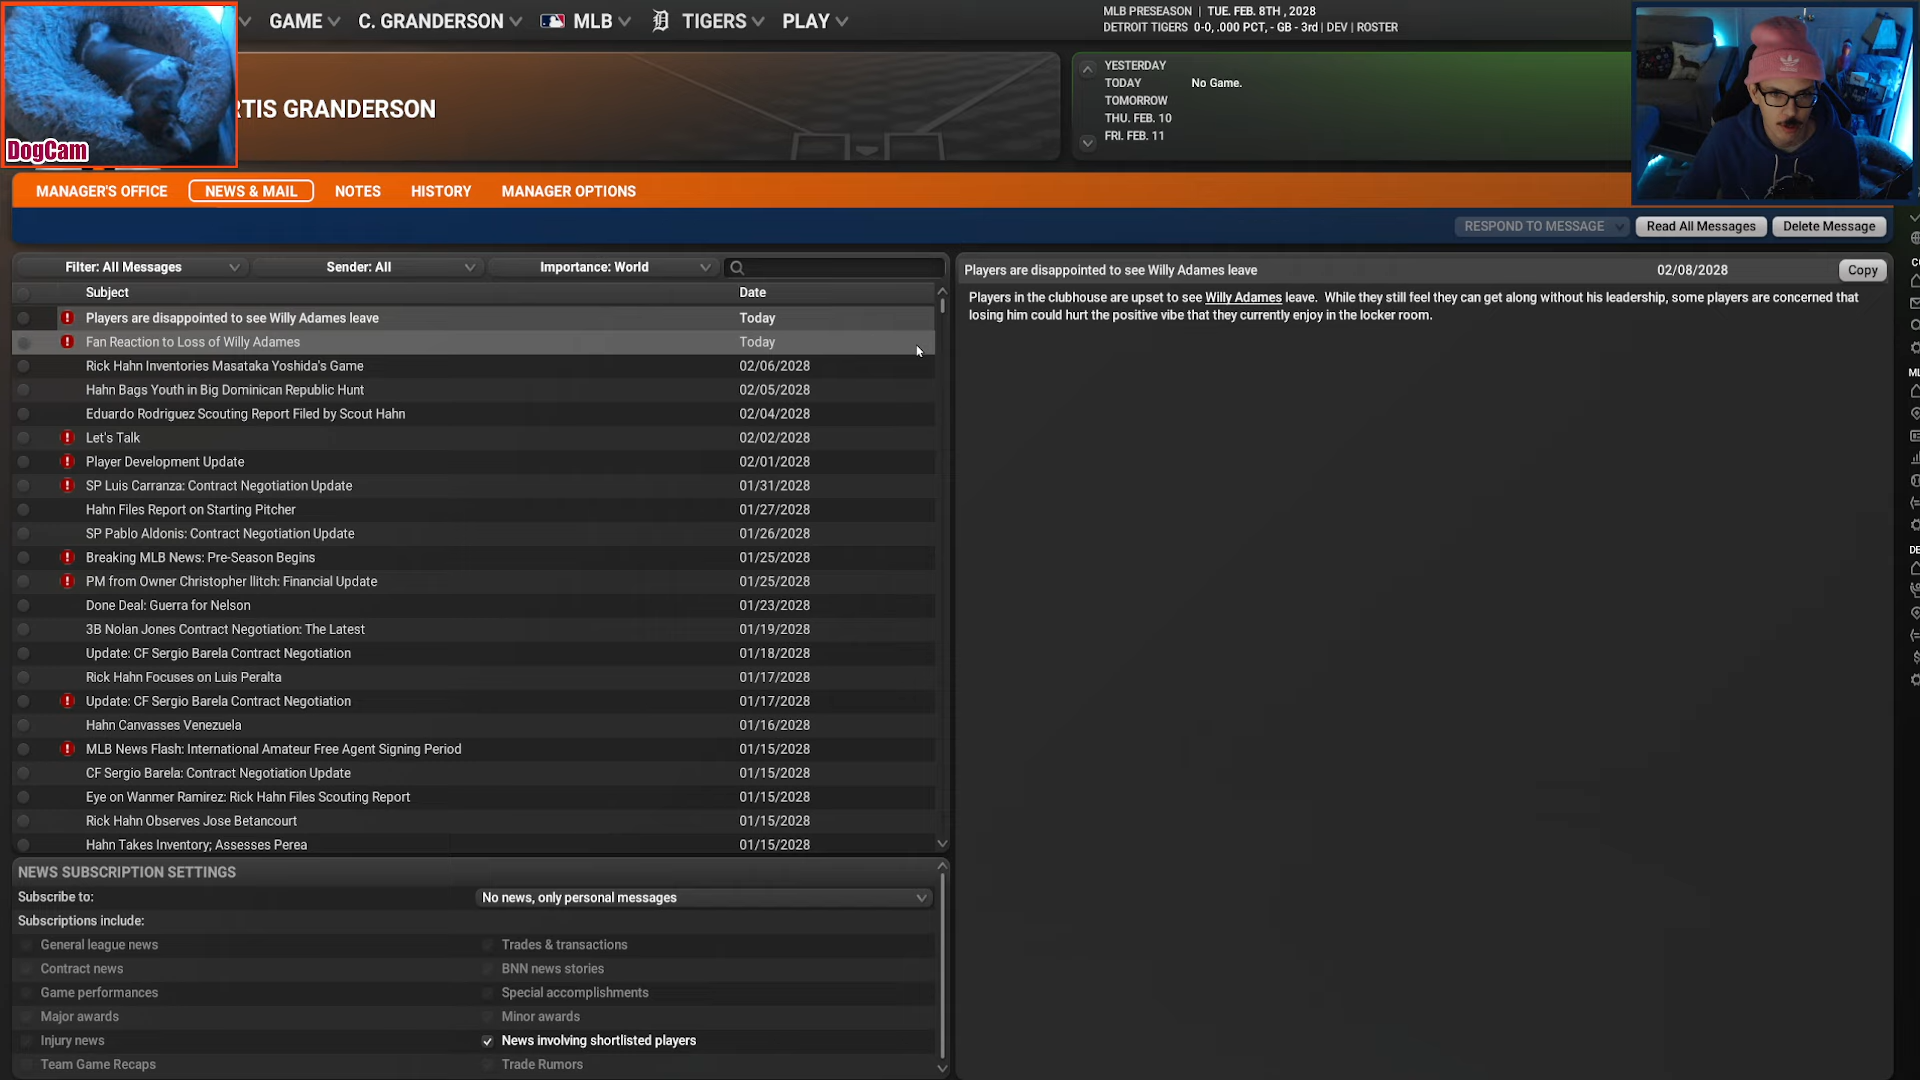 GAME C. GRANDERSON MLB TIGERS PLAY
MLB PRESEASON | TUE. FEB. 8TH , 2028
DETROIT TIGERS 0-0, .000 PCT, - GB - 3rd | DEV | ROSTER
DogCam
RTIS GRANDERSON
YESTERDAY
TODAY No Game.
TOMORROW
THU. FEB. 10
FRI. FEB. 11
MANAGER'S OFFICE NEWS & MAIL NOTES HISTORY MANAGER OPTIONS
RESPOND TO MESSAGE Read All Messages Delete Message
Filter: All Messages Sender: All Importance: World
Subject Date
Players are disappointed to see Willy Adames leave Today
Fan Reaction to Loss of Willy Adames Today
Rick Hahn Inventories Masataka Yoshida's Game 02/06/2028
Hahn Bags Youth in Big Dominican Republic Hunt 02/05/2028
Eduardo Rodriguez Scouting Report Filed by Scout Hahn 02/04/2028
Let's Talk 02/02/2028
Player Development Update 02/01/2028
SP Luis Carranza: Contract Negotiation Update 01/31/2028
Hahn Files Report on Starting Pitcher 01/27/2028
SP Pablo Aldonis: Contract Negotiation Update 01/26/2028
Breaking MLB News: Pre-Season Begins 01/25/2028
PM from Owner Christopher Ilitch: Financial Update 01/25/2028
Done Deal: Guerra for Nelson 01/23/2028
3B Nolan Jones Contract Negotiation: The Latest 01/19/2028
Update: CF Sergio Barela Contract Negotiation 01/18/2028
Rick Hahn Focuses on Luis Peralta 01/17/2028
Update: CF Sergio Barela Contract Negotiation 01/17/2028
Hahn Canvasses Venezuela 01/16/2028
MLB News Flash: International Amateur Free Agent Signing Period 01/15/2028
CF Sergio Barela: Contract Negotiation Update 01/15/2028
Eye on Wanmer Ramirez: Rick Hahn Files Scouting Report 01/15/2028
Rick Hahn Observes Jose Betancourt 01/15/2028
Hahn Takes Inventory; Assesses Perea 01/15/2028
Players are disappointed to see Willy Adames leave 02/08/2028 Copy
Players in the clubhouse are upset to see Willy Adames leave. While they still feel they can get along without his leadership, some players are concerned that
losing him could hurt the positive vibe that they currently enjoy in the locker room.
NEWS SUBSCRIPTION SETTINGS
Subscribe to: No news, only personal messages
Subscriptions include:
General league news Trades & transactions
Contract news BNN news stories
Game performances Special accomplishments
Major awards Minor awards
Injury news News involving shortlisted players
Team Game Recaps Trade Rumors